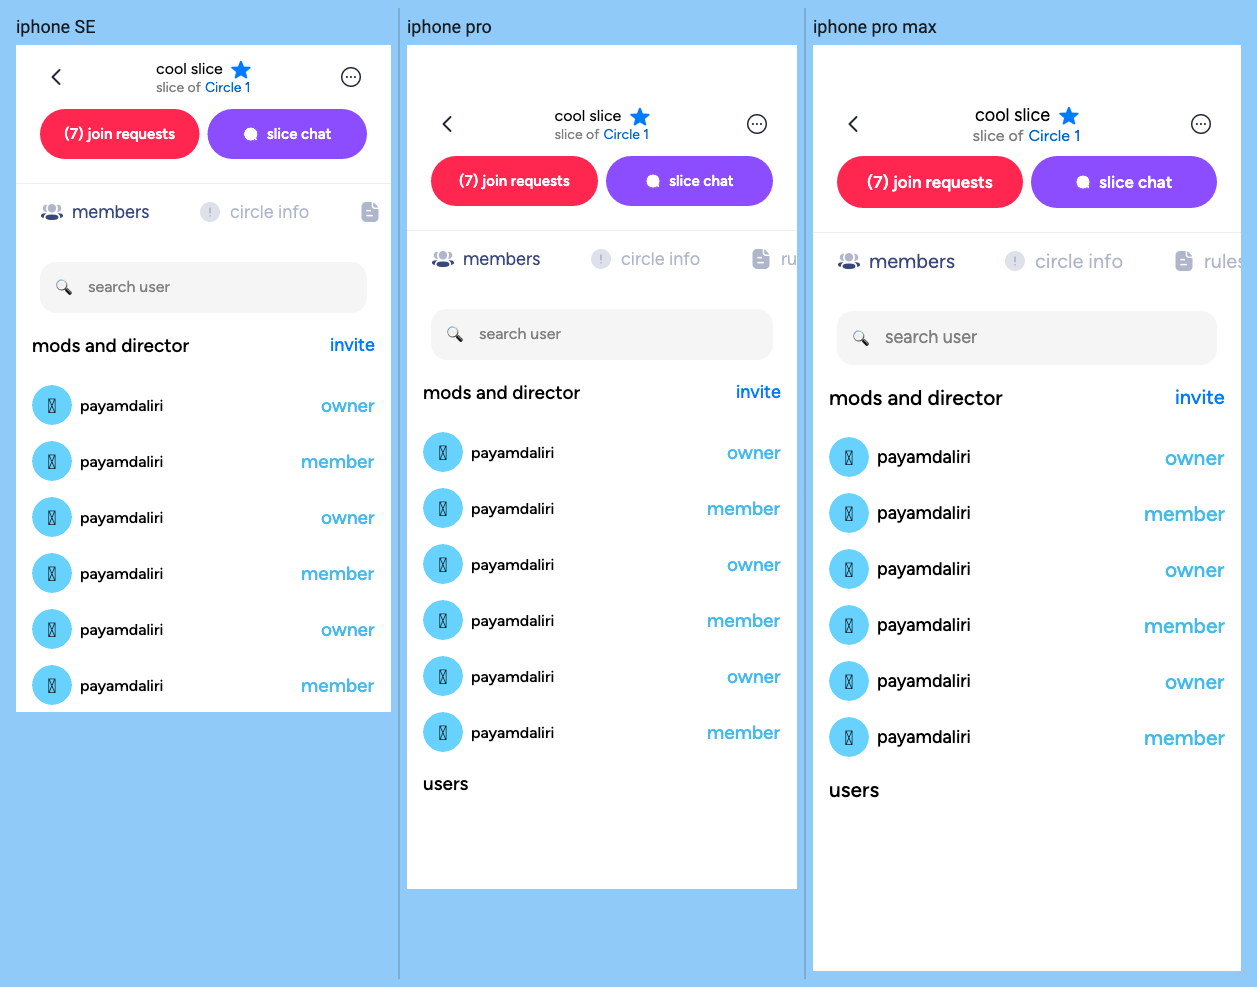 iphone SE
cool slice
slice of Circle 1
(7) join requests
slice chat
members
circle info
search user
mods and director
invite
payamdaliri
owner
payamdaliri
member
payamdaliri
owner
payamdaliri
member
payamdaliri
owner
payamdaliri
member
iphone pro
cool slice
slice of Circle 1
(7) join requests
slice chat
members
circle info
ru
search user
mods and director
invite
payamdaliri
owner
payamdaliri
member
payamdaliri
owner
payamdaliri
member
payamdaliri
owner
payamdaliri
member
users
iphone pro max
cool slice
slice of Circle 1
(7) join requests
slice chat
members
circle info
rules
search user
mods and director
invite
payamdaliri
owner
payamdaliri
member
payamdaliri
owner
payamdaliri
member
payamdaliri
owner
payamdaliri
member
users